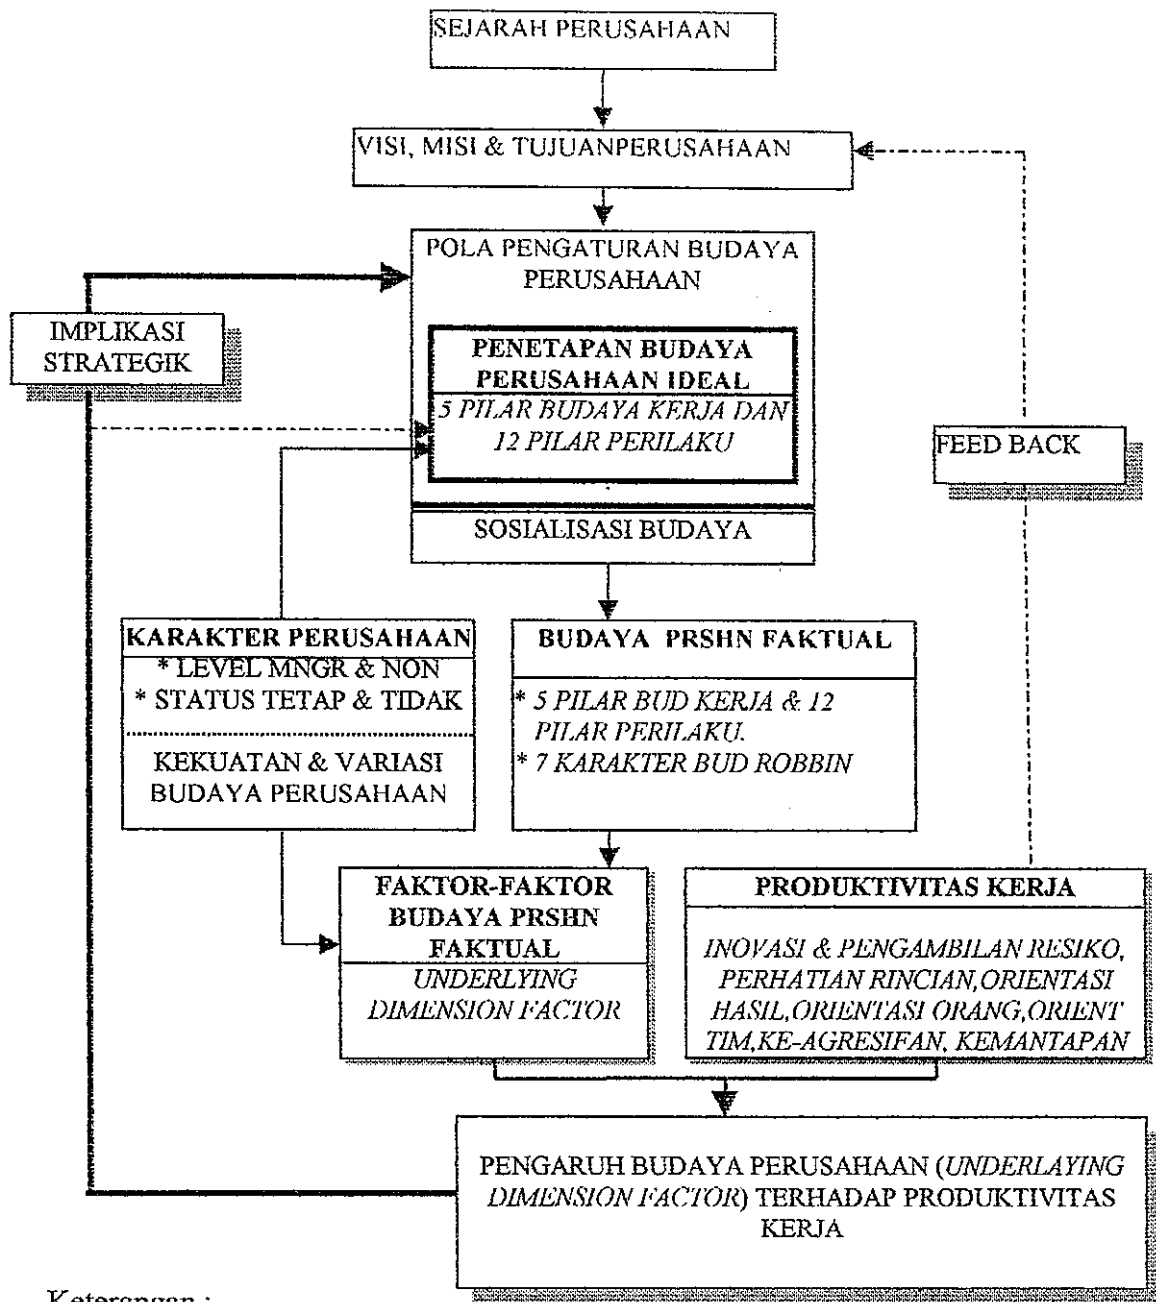 SEJARAH PERUSAHAAN
VISI, MISI & TUJUANPERUSAHAAN
POLA PENGATURAN BUDAYA
PERUSAHAAN
IMPLIKASI
STRATEGIK
PENETAPAN BUDAYA
PERUSAHAAN IDEAL
5 PILAR BUDAYA KERJA DAN
12 PILAR PERILAKU
FEED BACK
SOSIALISASI BUDAYA
KARAKTER PERUSAHAAN
* LEVEL MNGR & NON
* STATUS TETAP & TIDAK
KEKUATAN & VARIASI
BUDAYA PERUSAHAAN
BUDAYA PRSHN FAKTUAL
* 5 PILAR BUD KERJA & 12
PILAR PERILAKU.
* 7 KARAKTER BUD ROBBIN
FAKTOR-FAKTOR
BUDAYA PRSHN
FAKTUAL
UNDERLYING
DIMENSION FACTOR
PRODUKTIVITAS KERJA
INOVASI & PENGAMBILAN RESIKO,
PERHATIAN RINCIAN,ORIENTASI
HASIL,ORIENTASI ORANG,ORIENT
TIM,KE-AGRESIFAN, KEMANTAPAN
PENGARUH BUDAYA PERUSAHAAN (UNDERLAYING
DIMENSION FACTOR) TERHADAP PRODUKTIVITAS
KERJA
Keterangan :